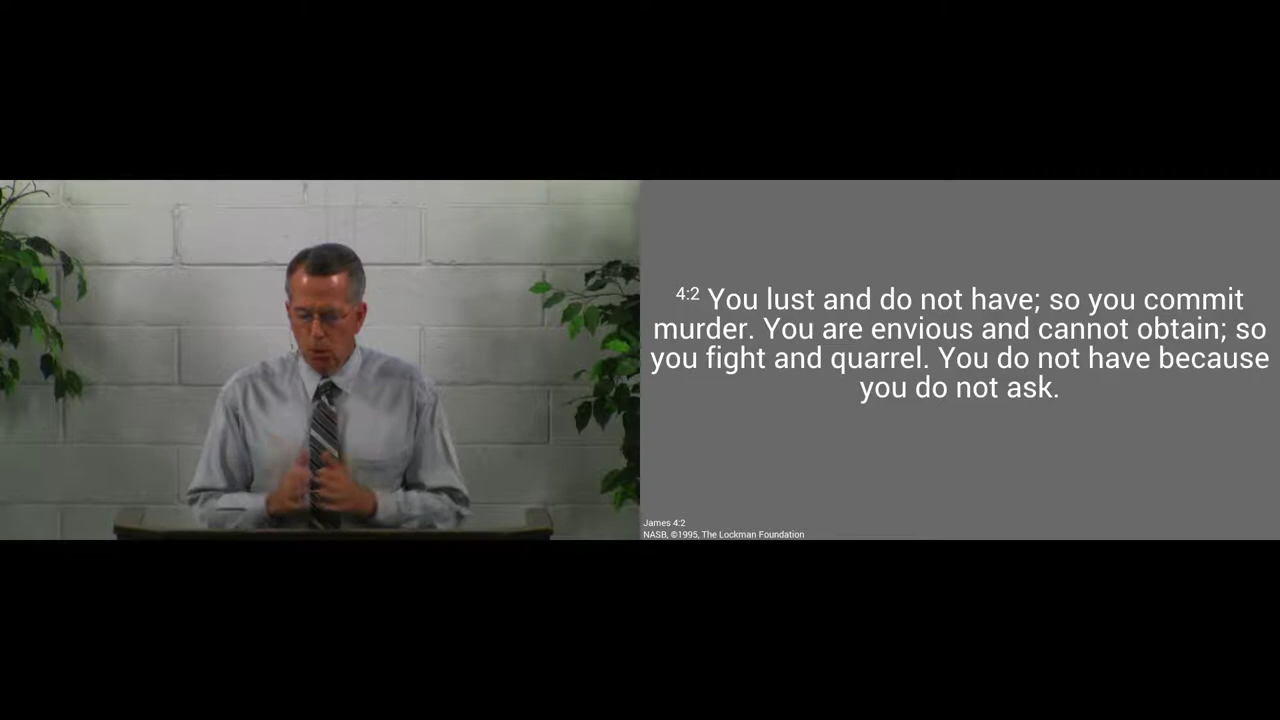 4:2 You lust and do not have; so you commit
murder. You are envious and cannot obtain; so
you fight and quarrel. You do not have because
you do not ask.
James 4:2
NASB, ©1995, The Lockman Foundation